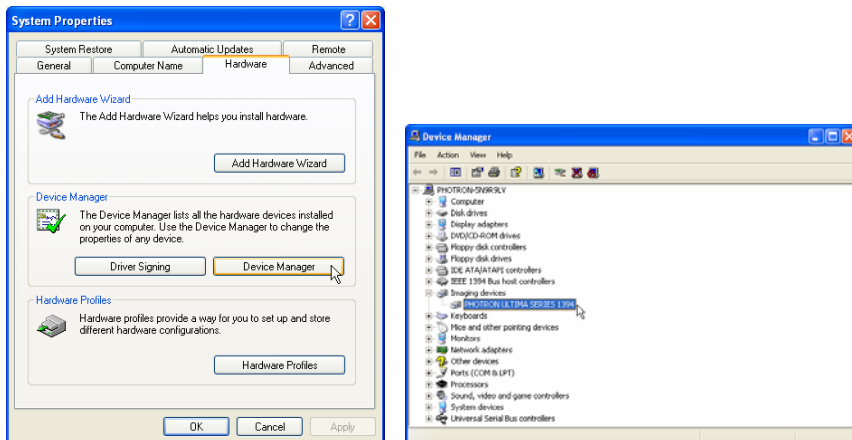 System Properties
System Restore Automatic Updates Remote
General Computer Name Hardware Advanced
Add Hardware Wizard
The Add Hardware Wizard helps you install hardware.
Add Hardware Wizard
Device Manager
The Device Manager lists all the hardware devices installed
on your computer. Use the Device Manager to change the
properties of any device.
Driver Signing Device Manager
Hardware Profiles
Hardware profiles provide a way for you to set up and store
different hardware configurations.
Hardware Profiles
OK Cancel Apply
Device Manager
File Action View Help
PHOTRON-5N9R9LV
Computer
Disk drives
Display adapters
DVD/CD-ROM drives
Floppy disk controllers
Floppy disk drives
IDE ATA/ATAPI controllers
IEEE 1394 Bus host controllers
Imaging devices
PHOTRON ULTIMA SERIES 1394
Keyboards
Mice and other pointing devices
Monitors
Network adapters
Other devices
Ports (COM & LPT)
Processors
Sound, video and game controllers
System devices
Universal Serial Bus controllers